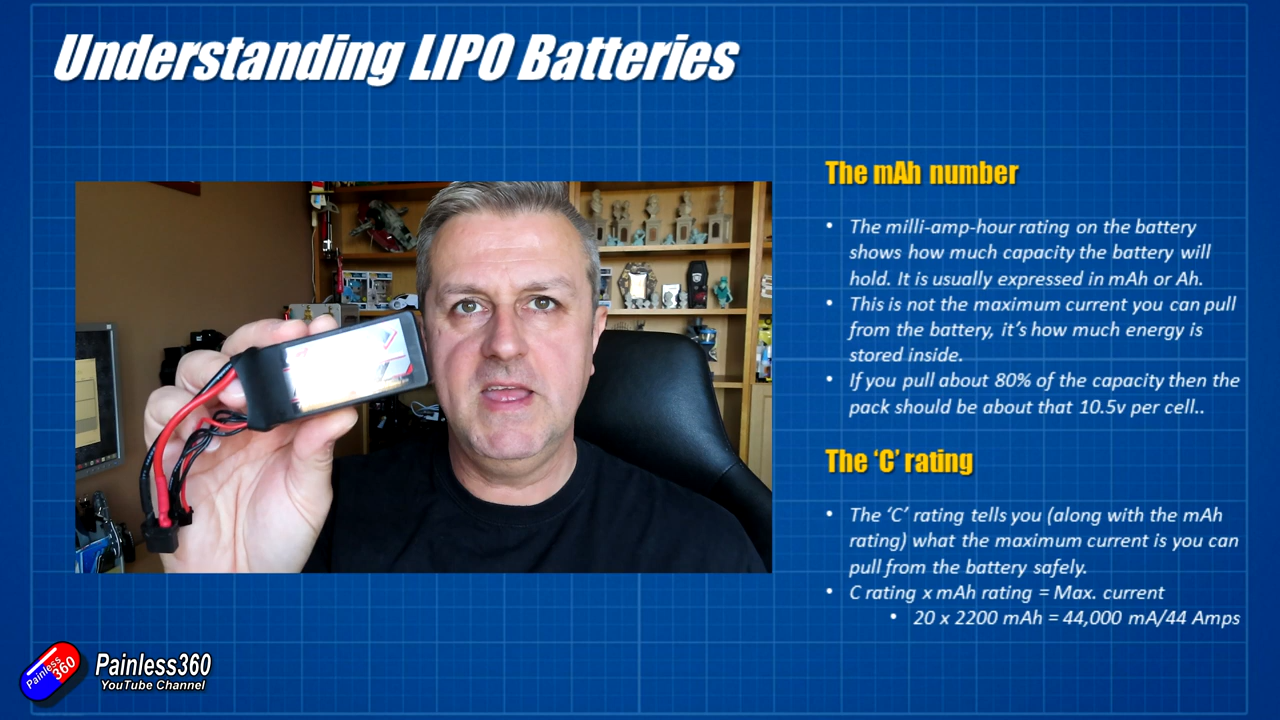 Understanding LIPO Batteries
The mAh number
• The milli-amp-hour rating on the battery
shows how much capacity the battery will
hold. It is usually expressed in mAh or Ah.
• This is not the maximum current you can pull
from the battery, it's how much energy is
stored inside.
• If you pull about 80% of the capacity then the
pack should be about that 10.5v per cell..
The 'C' rating
• The 'C' rating tells you (along with the mAh
rating) what the maximum current is you can
pull from the battery safely.
• C rating x mAh rating = Max. current
• 20 x 2200 mAh = 44,000 mA/44 Amps
Painless
360
Painless360
YouTube Channel